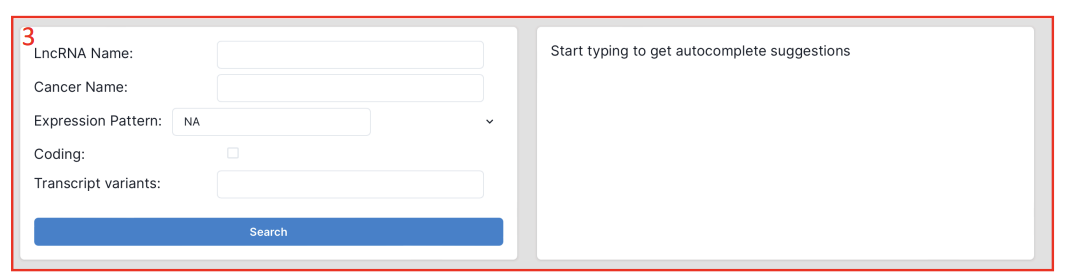 3
LncRNA Name:
Cancer Name:
Expression Pattern: NA
Coding:
Transcript variants:
Search
Start typing to get autocomplete suggestions